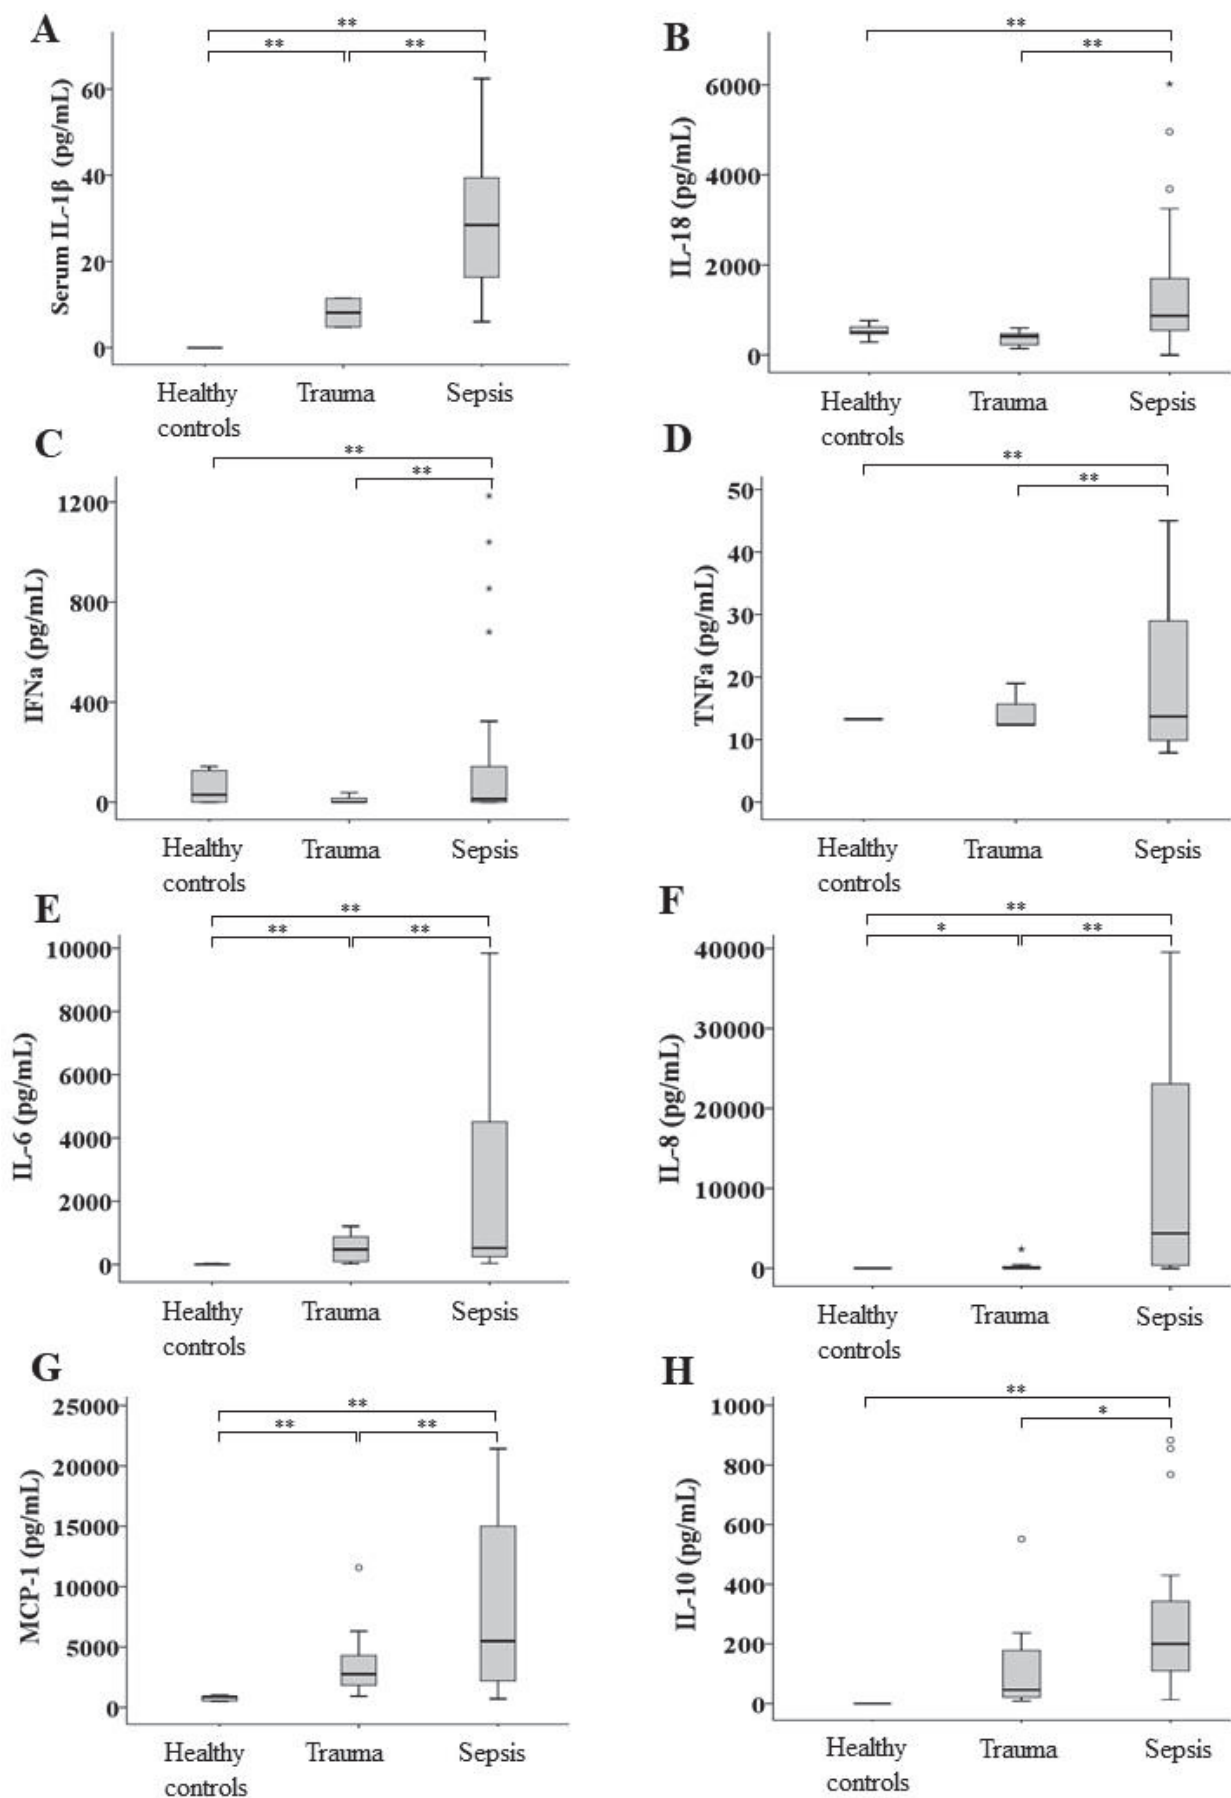 A
**
**
**
Serum IL-1β (pg/mL)
60
40
20
0
Healthy controls
Trauma
Sepsis
B
**
**
IL-18 (pg/mL)
6000
4000
2000
0
*
Healthy controls
Trauma
Sepsis
C
**
**
IFNa (pg/mL)
1200
800
400
0
*
*
*
*
Healthy controls
Trauma
Sepsis
D
**
**
TNFa (pg/mL)
50
40
30
20
10
0
Healthy controls
Trauma
Sepsis
E
**
**
**
IL-6 (pg/mL)
10000
8000
6000
4000
2000
0
Healthy controls
Trauma
Sepsis
F
**
*
**
IL-8 (pg/mL)
40000
30000
20000
10000
0
*
Healthy controls
Trauma
Sepsis
G
**
**
**
MCP-1 (pg/mL)
25000
20000
15000
10000
5000
0
Healthy controls
Trauma
Sepsis
H
**
*
IL-10 (pg/mL)
1000
800
600
400
200
0
Healthy controls
Trauma
Sepsis